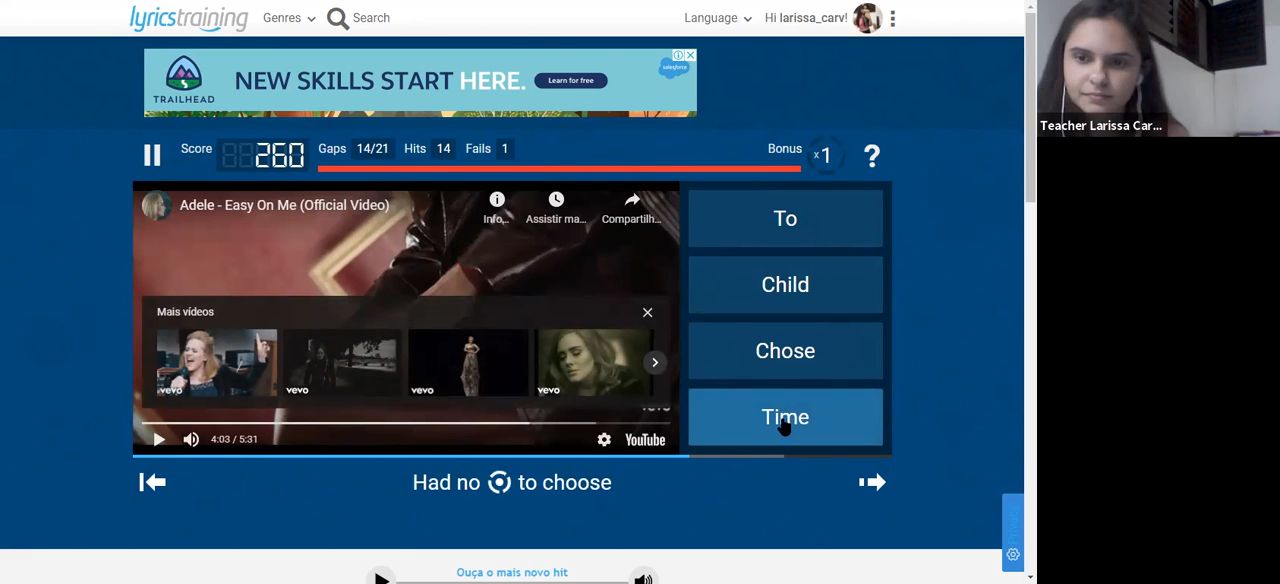 lyricstraining
Genres
Search
Language
Hi larissa_carv!
TRAILHEAD
NEW SKILLS START HERE.
Learn for free
salesforce
Score
260
Gaps 14/21
Hits 14
Fails 1
Bonus
x1
?
Adele - Easy On Me (Official Video)
Info...
Assistir ma...
Compartilh...
Mais vídeos
vevo
vevo
vevo
vevo
4:03 / 5:31
YouTube
To
Child
Chose
Time
Had no to choose
Privacy
Ouça o mais novo hit
Teacher Larissa Car...